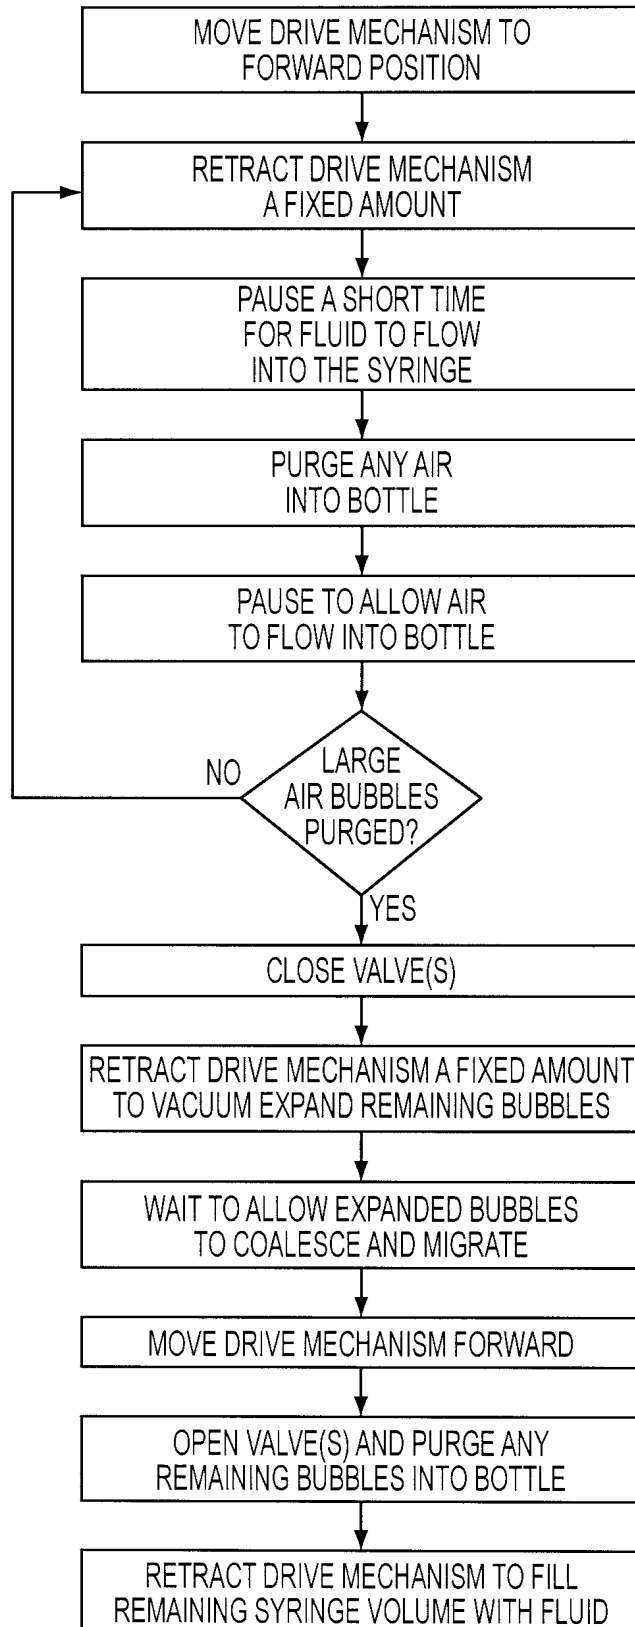 MOVE DRIVE MECHANISM TO
FORWARD POSITION
RETRACT DRIVE MECHANISM
A FIXED AMOUNT
PAUSE A SHORT TIME
FOR FLUID TO FLOW
INTO THE SYRINGE
PURGE ANY AIR
INTO BOTTLE
PAUSE TO ALLOW AIR
TO FLOW INTO BOTTLE
NO
LARGE
AIR BUBBLES
PURGED?
YES
CLOSE VALVE(S)
RETRACT DRIVE MECHANISM A FIXED AMOUNT
TO VACUUM EXPAND REMAINING BUBBLES
WAIT TO ALLOW EXPANDED BUBBLES
TO COALESCE AND MIGRATE
MOVE DRIVE MECHANISM FORWARD
OPEN VALVE(S) AND PURGE ANY
REMAINING BUBBLES INTO BOTTLE
RETRACT DRIVE MECHANISM TO FILL
REMAINING SYRINGE VOLUME WITH FLUID